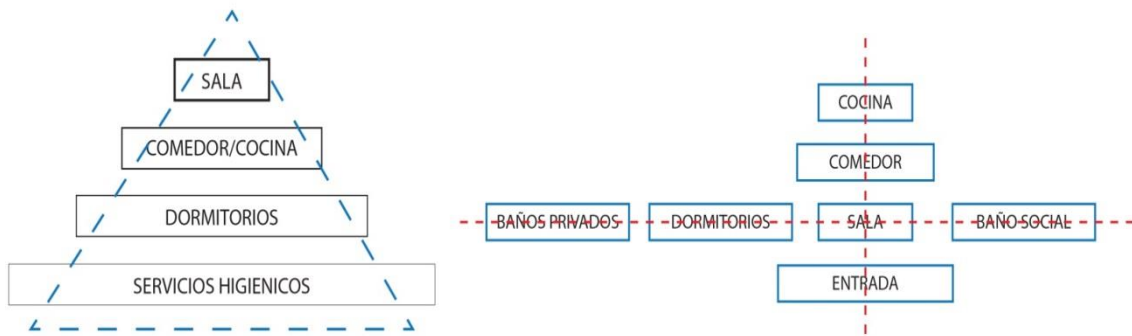 SALA
COMEDOR/COCINA
DORMITORIOS
SERVICIOS HIGIENICOS
COCINA
COMEDOR
BAÑOS PRIVADOS
DORMITORIOS
SALA
BAÑO SOCIAL
ENTRADA